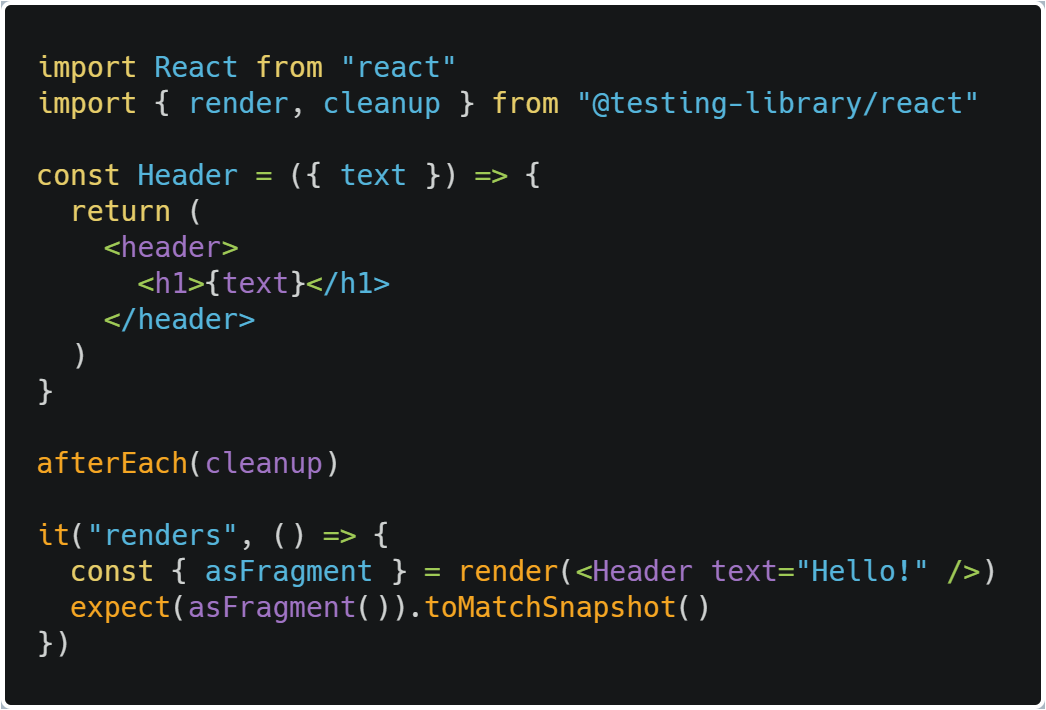 import React from "react"
import { render, cleanup } from "@testing-library/react"

const Header = ({ text }) => {
  return (
    <header>
      <h1>{text}</h1>
    </header>
  )
}

afterEach(cleanup)

it("renders", () => {
  const { asFragment } = render(<Header text="Hello!" />)
  expect(asFragment()).toMatchSnapshot()
})